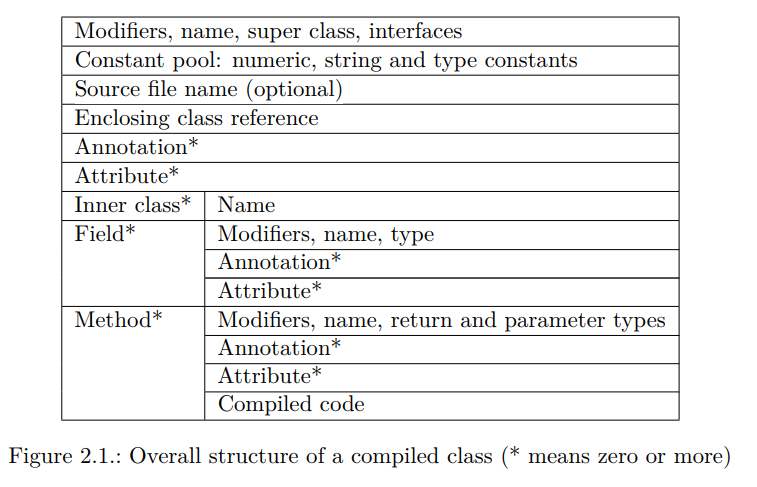 Modifiers, name, super class, interfaces
Constant pool: numeric, string and type constants
Source file name (optional)
Enclosing class reference
Annotation*
Attribute*
Inner class* Name
Field* Modifiers, name, type
Annotation*
Attribute*
Method* Modifiers, name, return and parameter types
Annotation*
Attribute*
Compiled code
Figure 2.1.: Overall structure of a compiled class (* means zero or more)